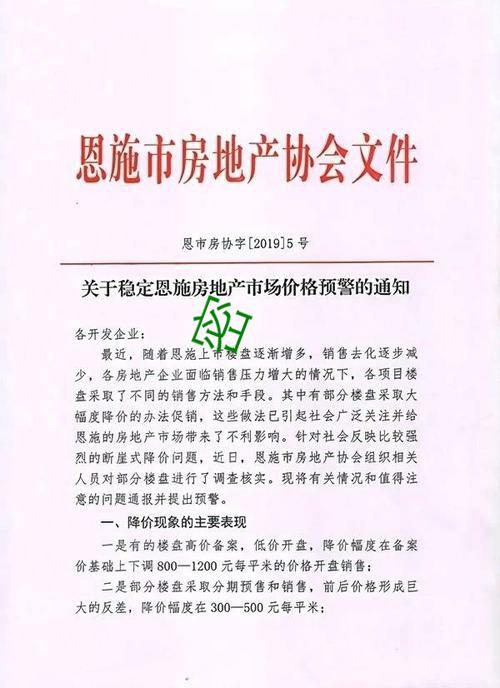 恩施市房地产协会文件
恩市房协字[2019]5号
关于稳定恩施房地产市场价格预警的通知
各开发企业:
最近，随着恩施上市楼盘逐渐增多，销售去化逐步减
少，各房地产企业面临销售压力增大的情况下，各项目楼
盘采取了不同的销售方法和手段。其中有部分楼盘采取大
幅度降价的办法促销，这些做法已引起社会广泛关注并给
恩施的房地产市场带来了不利影响。针对社会反映比较强
烈的断崖式降价问题，近日，恩施市房地产协会组织相关
人员对部分楼盘进行了调查核实。现将有关情况和值得注
意的问题通报并提出预警。
一、降价现象的主要表现
一是有的楼盘高价备案，低价开盘，降价幅度在备案
价基础上下调800—1200元每平米的价格开盘销售；
二是部分楼盘采取分期预售和销售，前后价格形成巨
大的反差，降价幅度在300—500元每平米；